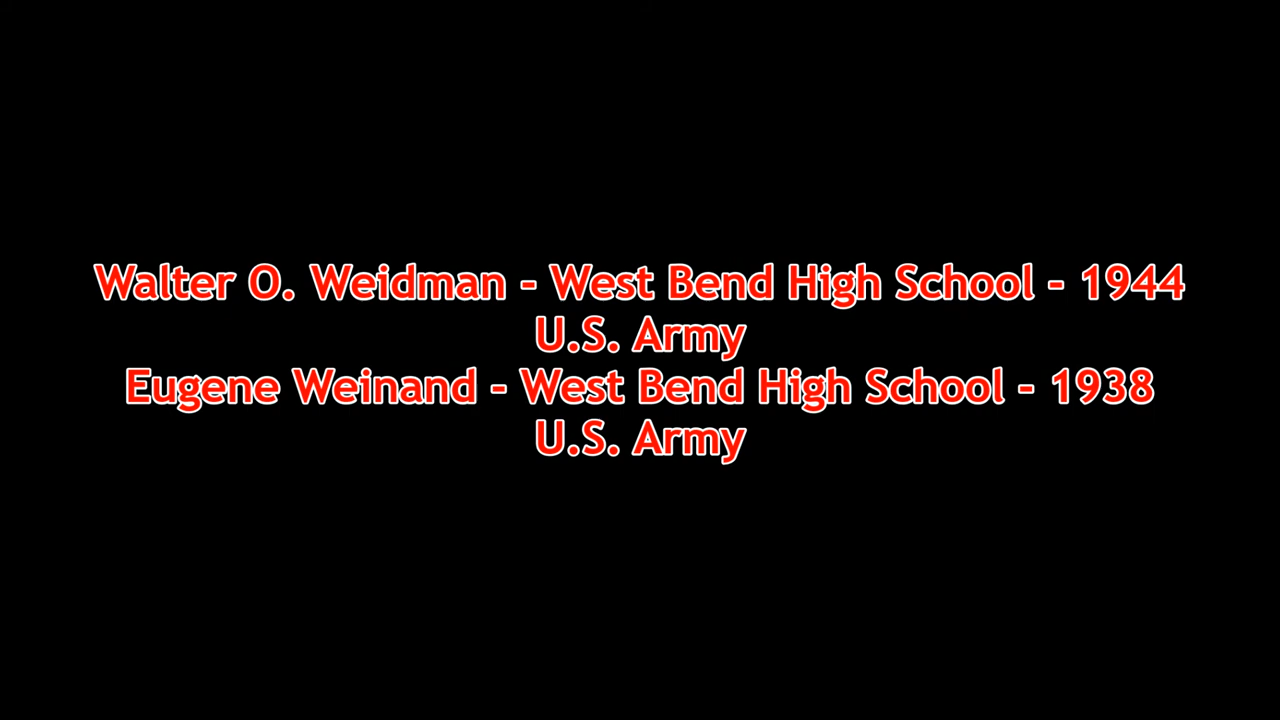 Walter O. Weidman - West Bend High School - 1944
U.S. Army
Eugene Weinand - West Bend High School - 1938
U.S. Army